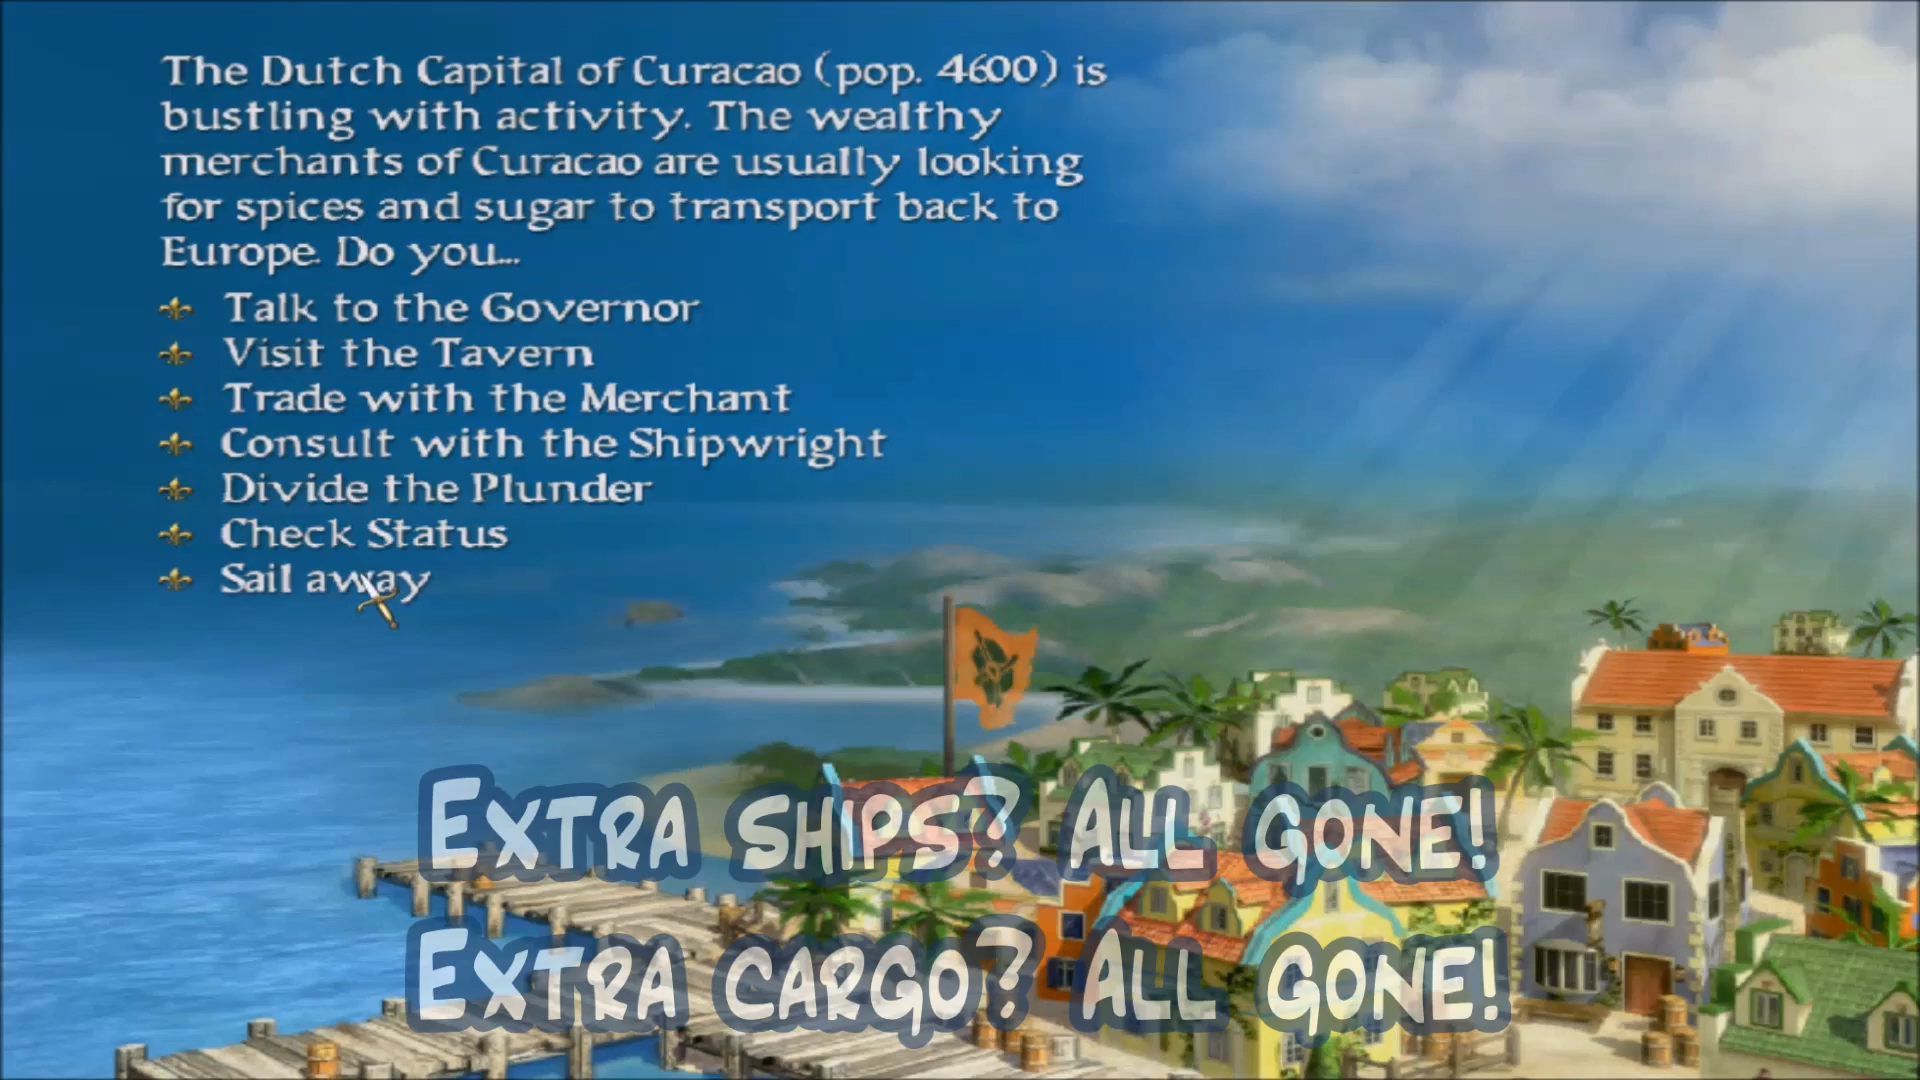 The Dutch Capital of Curacao (pop. 4600) is
bustling with activity. The wealthy
merchants of Curacao are usually looking
for spices and sugar to transport back to
Europe. Do you...
Talk to the Governor
Visit the Tavern
Trade with the Merchant
Consult with the Shipwright
Divide the Plunder
Check Status
Sail away
Extra ships? All gone!
Extra cargo? All gone!